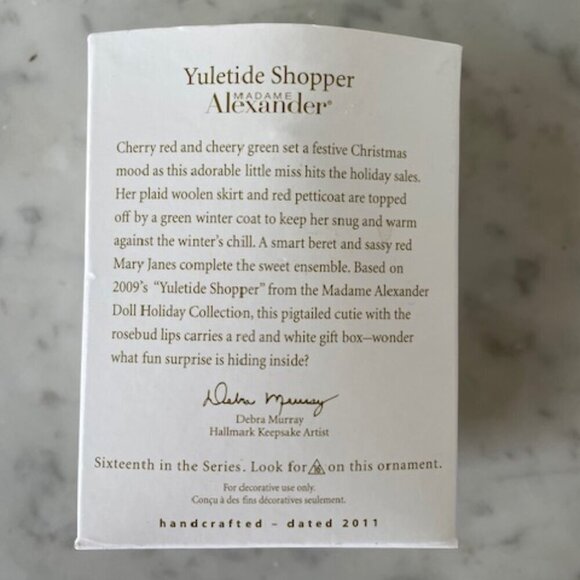 Yuletide Shopper
MADAME
Alexander®
Cherry red and cheery green set a festive Christmas
mood as this adorable little miss hits the holiday sales.
Her plaid woolen skirt and red petticoat are topped
off by a green winter coat to keep her snug and warm
against the winter's chill. A smart beret and sassy red
Mary Janes complete the sweet ensemble. Based on
2009's "Yuletide Shopper" from the Madame Alexander
Doll Holiday Collection, this pigtailed cutie with the
rosebud lips carries a red and white gift box—wonder
what fun surprise is hiding inside?
Debra Murray
Debra Murray
Hallmark Keepsake Artist
Sixteenth in the Series. Look for 16 on this ornament.
For decorative use only.
Conçu à des fins décoratives seulement.
handcrafted – dated 2011